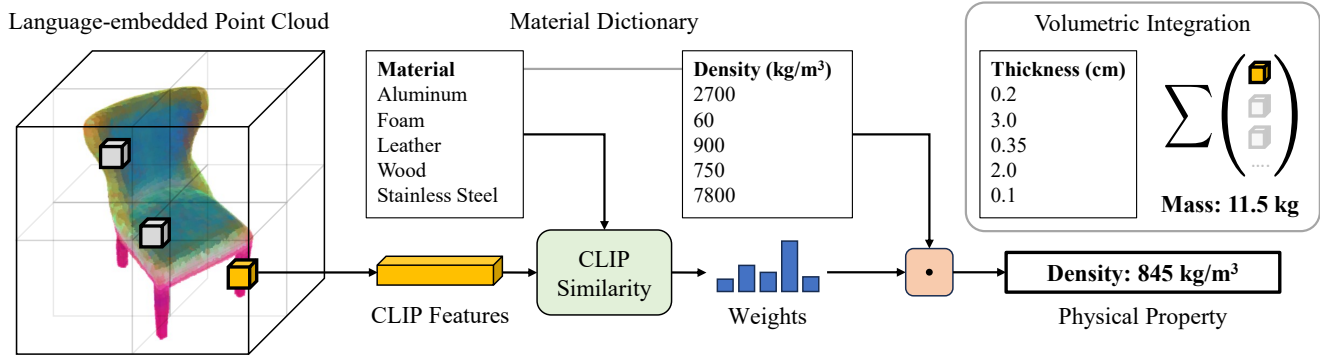 Language-embedded Point Cloud
Material Dictionary
Volumetric Integration
Material
Aluminum
Foam
Leather
Wood
Stainless Steel
Density (kg/m³)
2700
60
900
750
7800
Thickness (cm)
0.2
3.0
0.35
2.0
0.1
∑
....
Mass: 11.5 kg
CLIP Features
CLIP
Similarity
Weights
Density: 845 kg/m³
Physical Property